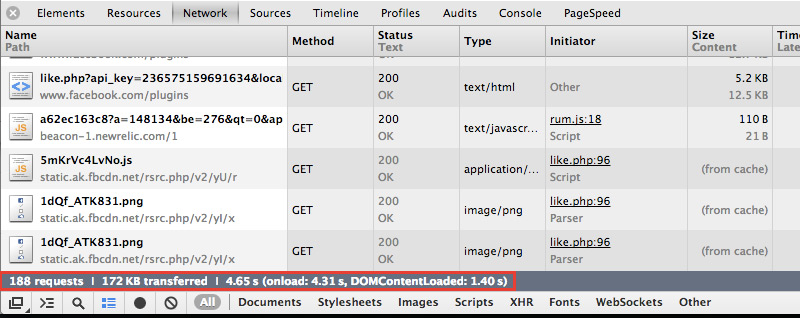 Elements Resources Network Sources Timeline Profiles Audits Console PageSpeed
Name Method Status Type Initiator Size
Path Text Content
like.php?api_key=236575159691634&loca GET 200 text/html Other 5.2 KB
www.facebook.com/plugins OK 12.5 KB
a62ec163c8?a=148134&be=276&qt=0&ap GET 200 text/javascr... rum.js:18 110 B
beacon-1.newrelic.com/1 OK Script 21 B
5mKrVc4LvNo.js GET 200 application/... like.php:96 (from cache)
static.ak.fbcdn.net/rsrc.php/v2/yU/r OK Script
1dQf_ATK831.png GET 200 image/png like.php:96 (from cache)
static.ak.fbcdn.net/rsrc.php/v2/yI/x OK Parser
1dQf_ATK831.png GET 200 image/png like.php:96 (from cache)
static.ak.fbcdn.net/rsrc.php/v2/yI/x OK Parser
188 requests | 172 KB transferred | 4.65 s (onload: 4.31 s, DOMContentLoaded: 1.40 s)
All Documents Stylesheets Images Scripts XHR Fonts WebSockets Other